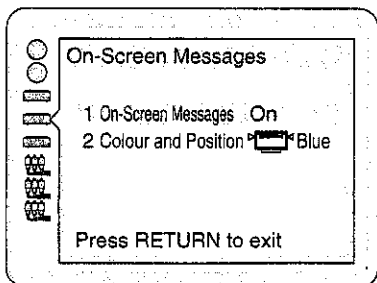 On-Screen Messages
1 On-Screen Messages On
2 Colour and Position Blue
Press RETURN to exit